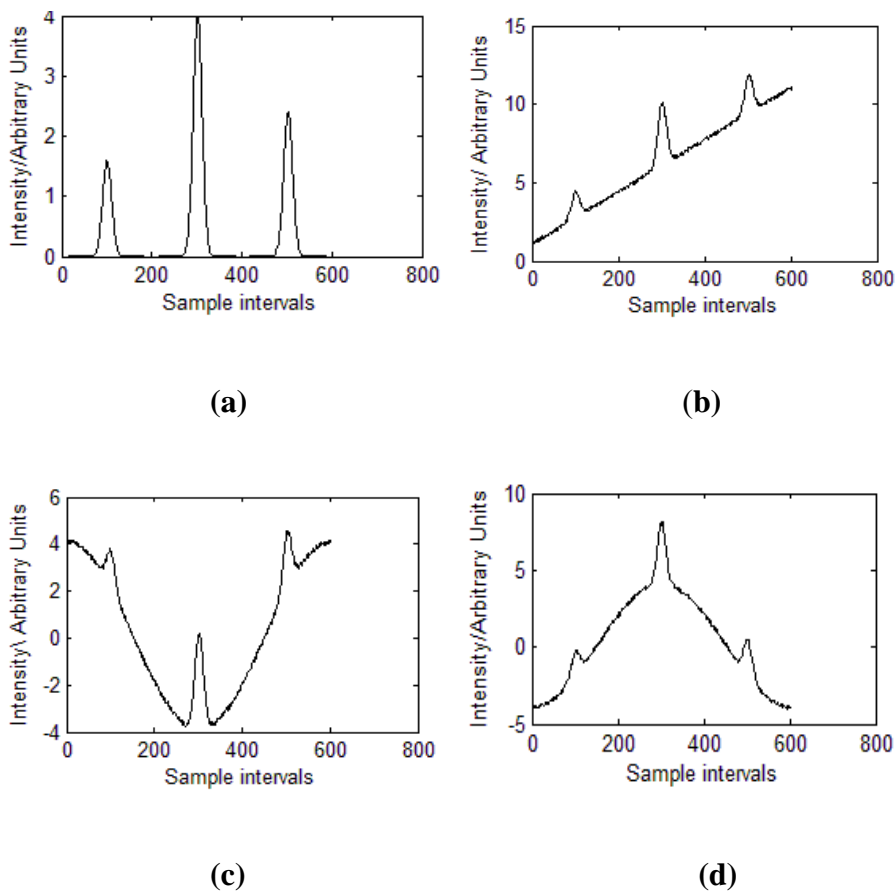 4
3
2
1
0
0 200 400 600 800
Sample intervals
Intensity/Arbitrary Units
15
10
5
0
0 200 400 600 800
Sample intervals
Intensity/ Arbitrary Units
(a)
(b)
6
4
2
0
-2
-4
0 200 400 600 800
Sample intervals
Intensity\ Arbitrary Units
10
5
0
-5
0 200 400 600 800
Sample intervals
Intensity/Arbitrary Units
(c)
(d)